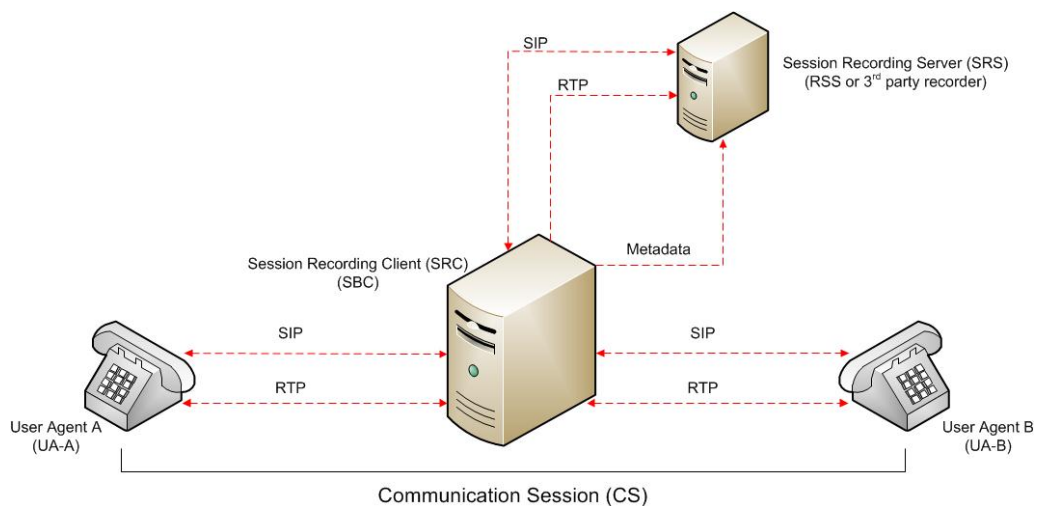 SIP
Session Recording Server (SRS)
(RSS or 3rd party recorder)
RTP
Metadata
Session Recording Client (SRC)
(SBC)
SIP
SIP
RTP
RTP
User Agent A
(UA-A)
User Agent B
(UA-B)
Communication Session (CS)